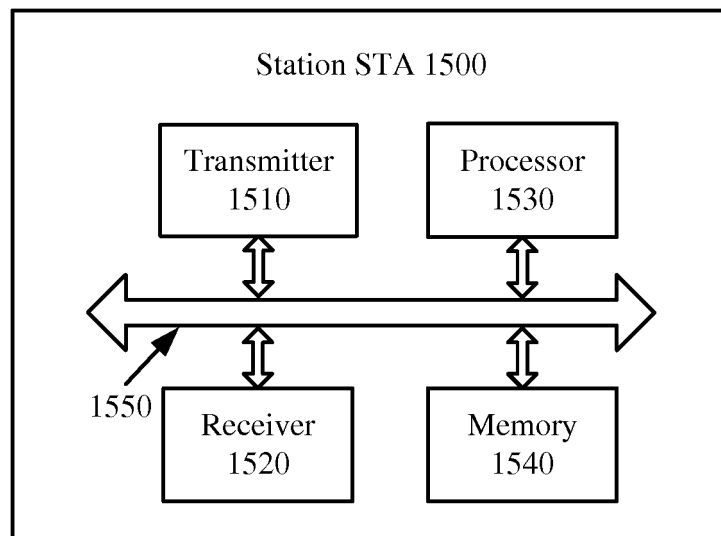 Station STA 1500
Transmitter
1510
Processor
1530
1550
Receiver
1520
Memory
1540